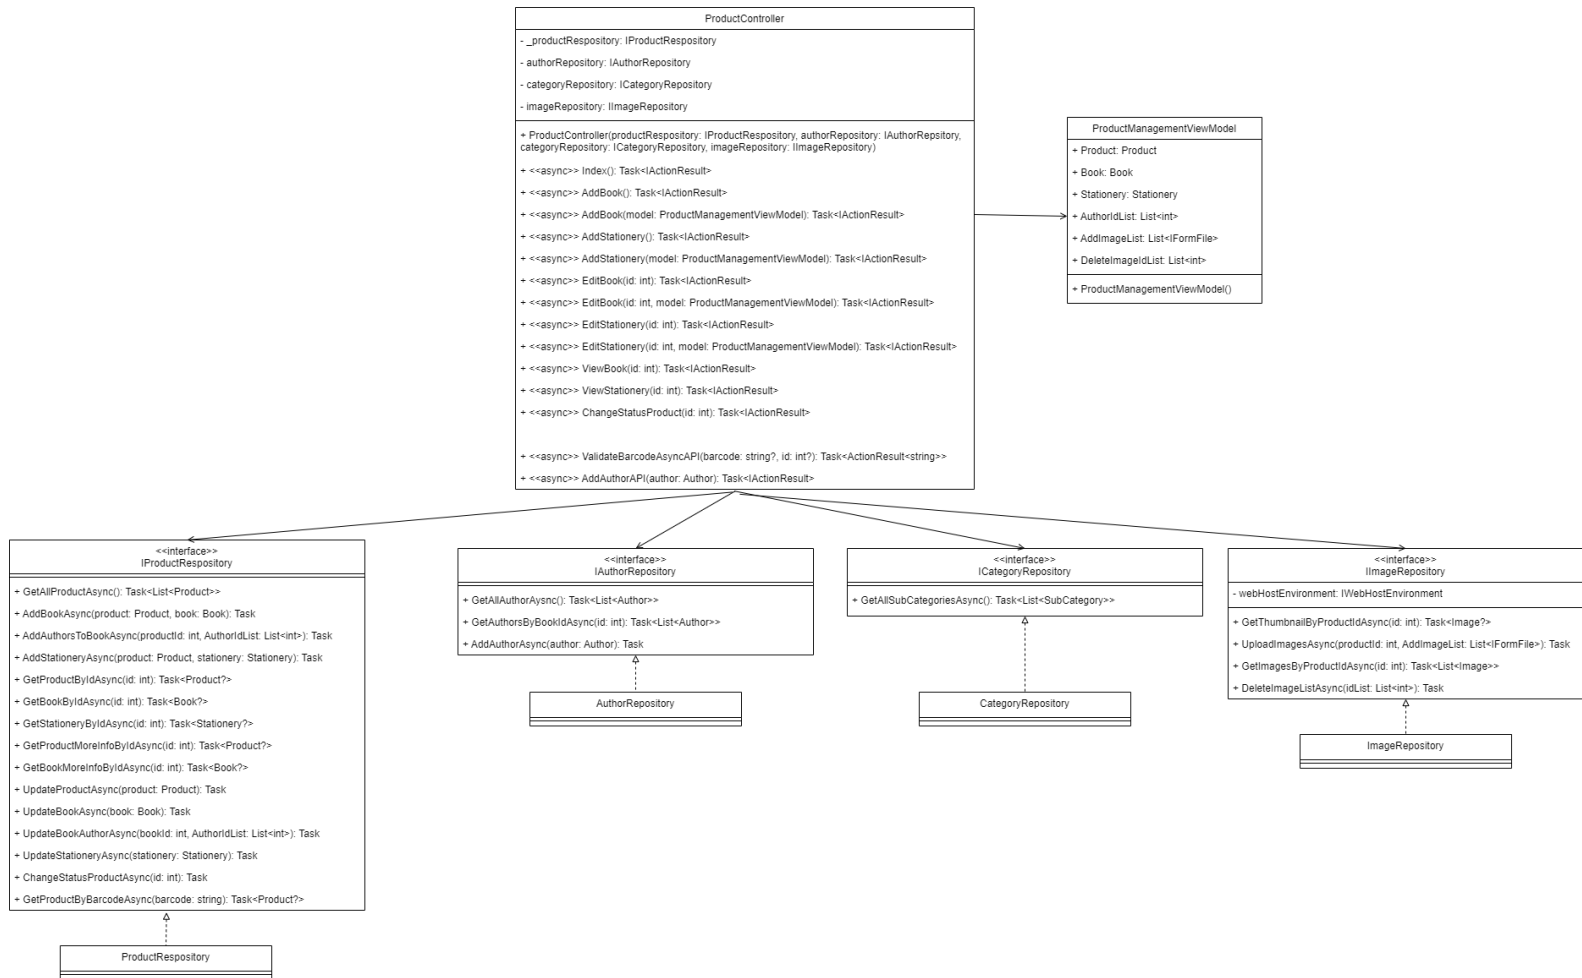 ProductController
- _productRespository: IProductRespository
- authorRepository: IAuthorRepository
- categoryRepository: ICategoryRepository
- imageRepository: IImageRepository
+ ProductController(productRespository: IProductRespository, authorRepository: IAuthorRepsitory,
categoryRepository: ICategoryRepository, imageRepository: IImageRepository)
+ <<async>> Index(): Task<IActionResult>
+ <<async>> AddBook(): Task<IActionResult>
+ <<async>> AddBook(model: ProductManagementViewModel): Task<IActionResult>
+ <<async>> AddStationery(): Task<IActionResult>
+ <<async>> AddStationery(model: ProductManagementViewModel): Task<IActionResult>
+ <<async>> EditBook(id: int): Task<IActionResult>
+ <<async>> EditBook(id: int, model: ProductManagementViewModel): Task<IActionResult>
+ <<async>> EditStationery(id: int): Task<IActionResult>
+ <<async>> EditStationery(id: int, model: ProductManagementViewModel): Task<IActionResult>
+ <<async>> ViewBook(id: int): Task<IActionResult>
+ <<async>> ViewStationery(id: int): Task<IActionResult>
+ <<async>> ChangeStatusProduct(id: int): Task<IActionResult>
+ <<async>> ValidateBarcodeAsyncAPI(barcode: string?, id: int?): Task<ActionResult<string>>
+ <<async>> AddAuthorAPI(author: Author): Task<IActionResult>
ProductManagementViewModel
+ Product: Product
+ Book: Book
+ Stationery: Stationery
+ AuthorIdList: List<int>
+ AddImageList: List<IFormFile>
+ DeleteImageIdList: List<int>
+ ProductManagementViewModel()
<<interface>>
IProductRespository
+ GetAllProductAsync(): Task<List<Product>>
+ AddBookAsync(product: Product, book: Book): Task
+ AddAuthorsToBookAsync(productId: int, AuthorIdList: List<int>): Task
+ AddStationeryAsync(product: Product, stationery: Stationery): Task
+ GetProductByIdAsync(id: int): Task<Product?>
+ GetBookByIdAsync(id: int): Task<Book?>
+ GetStationeryByIdAsync(id: int): Task<Stationery?>
+ GetProductMoreInfoByIdAsync(id: int): Task<Product?>
+ GetBookMoreInfoByIdAsync(id: int): Task<Book?>
+ UpdateProductAsync(product: Product): Task
+ UpdateBookAsync(book: Book): Task
+ UpdateBookAuthorAsync(bookId: int, AuthorIdList: List<int>): Task
+ UpdateStationeryAsync(stationery: Stationery): Task
+ ChangeStatusProductAsync(id: int): Task
+ GetProductByBarcodeAsync(barcode: string): Task<Product?>
ProductRespository
<<interface>>
IAuthorRepository
+ GetAllAuthorAysnc(): Task<List<Author>>
+ GetAuthorsByBookIdAsync(id: int): Task<List<Author>>
+ AddAuthorAsync(author: Author): Task
AuthorRepository
<<interface>>
ICategoryRepository
+ GetAllSubCategoriesAsync(): Task<List<SubCategory>>
CategoryRepository
<<interface>>
IImageRepository
- webHostEnvironment: IWebHostEnvironment
+ GetThumbnailByProductIdAsync(id: int): Task<Image?>
+ UploadImagesAsync(productId: int, AddImageList: List<IFormFile>): Task
+ GetImagesByProductIdAsync(id: int): Task<List<Image>>
+ DeleteImageListAsync(idList: List<int>): Task
ImageRepository